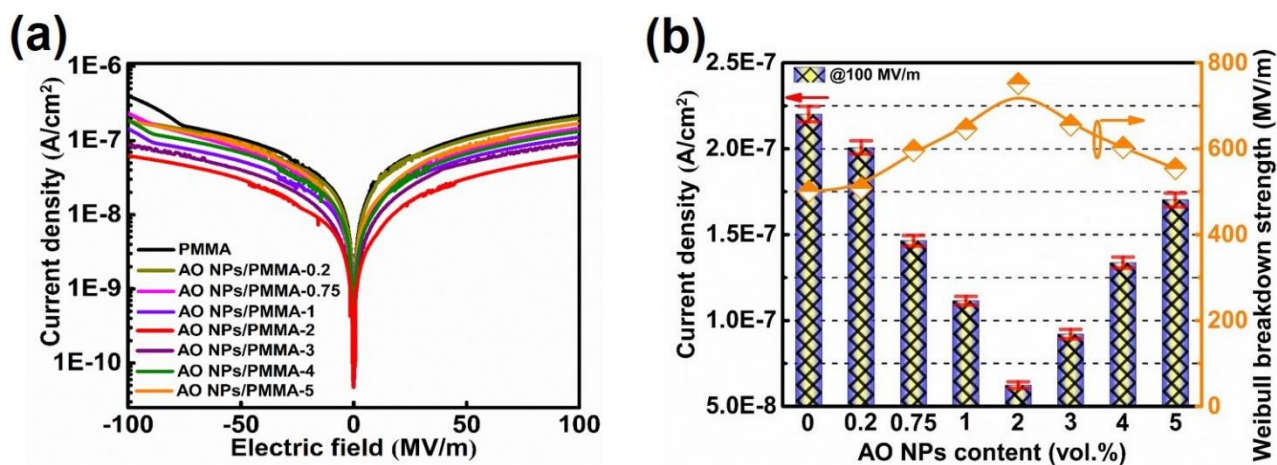 (a)
Current density (A/cm²)
1E-6
1E-7
1E-8
1E-9
1E-10
PMMA
AO NPs/PMMA-0.2
AO NPs/PMMA-0.75
AO NPs/PMMA-1
AO NPs/PMMA-2
AO NPs/PMMA-3
AO NPs/PMMA-4
AO NPs/PMMA-5
-100 -50 0 50 100
Electric field (MV/m)
(b)
Current density (A/cm²)
2.5E-7
2.0E-7
1.5E-7
1.0E-7
5.0E-8
@100 MV/m
800
600
400
200
0
Weibull breakdown strength (MV/m)
0 0.2 0.75 1 2 3 4 5
AO NPs content (vol.%)